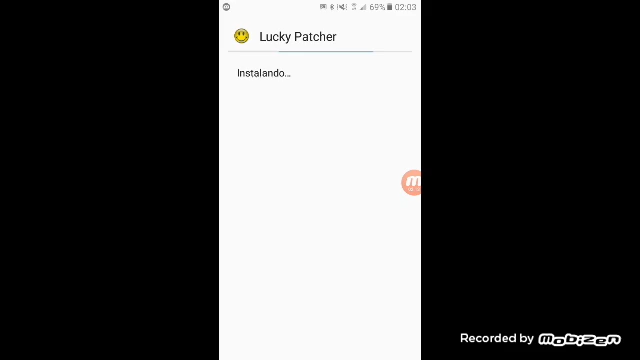 69% 02:03
Lucky Patcher
Instalando...
Recorded by Mobizen